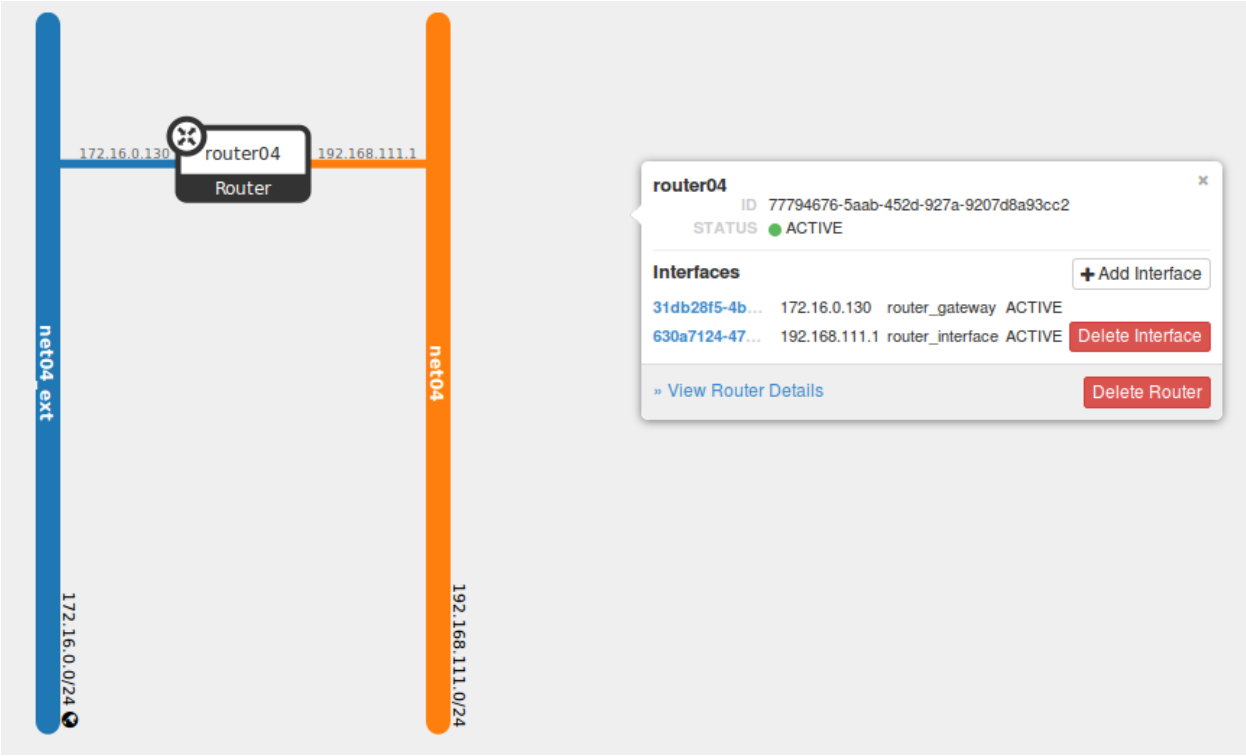 172.16.0.130
router04
Router
192.168.111.1
net04_ext
net04
172.16.0.0/24
192.168.111.0/24
router04 ×
ID 77794676-5aab-452d-927a-9207d8a93cc2
STATUS ACTIVE
Interfaces + Add Interface
31db28f5-4b... 172.16.0.130 router_gateway ACTIVE
630a7124-47... 192.168.111.1 router_interface ACTIVE Delete Interface
» View Router Details Delete Router